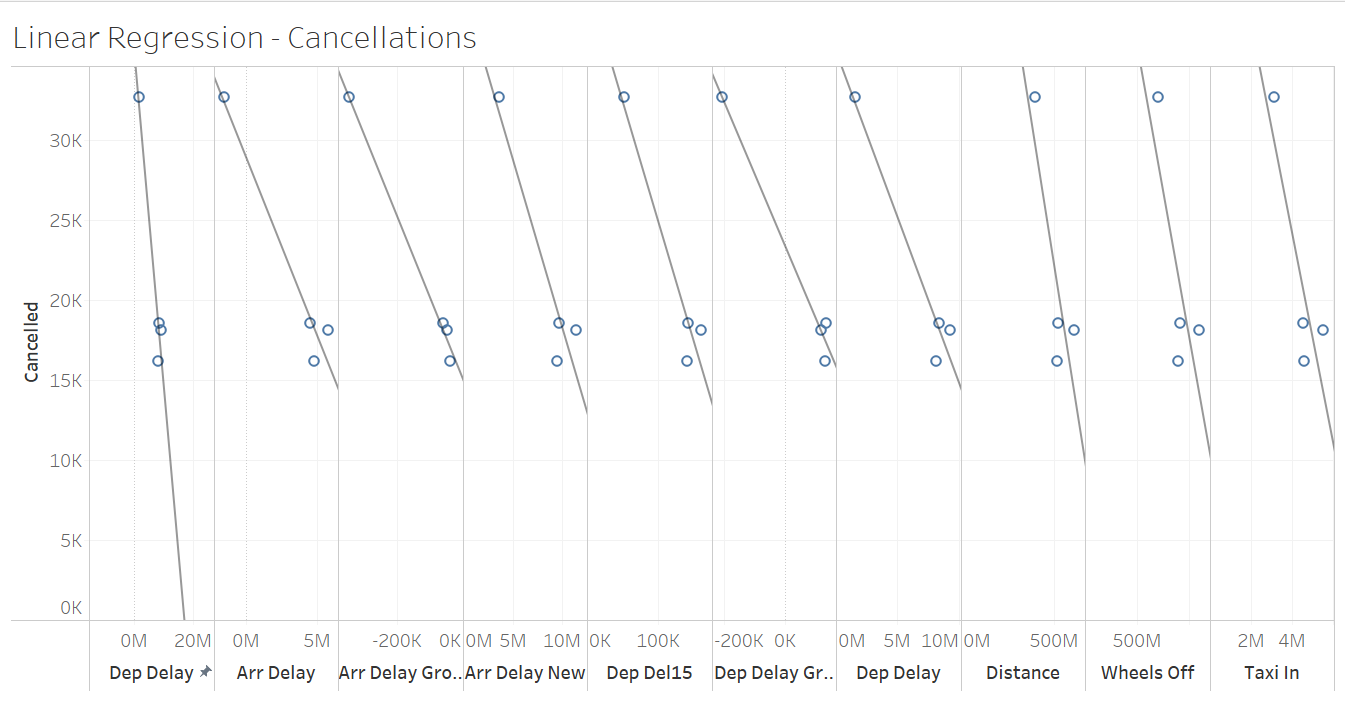 Linear Regression - Cancellations
30K
25K
20K
15K
10K
5K
0K
Cancelled
0M 20M 0M 5M -200K 0K 0M 5M 10M 0K 100K -200K 0K 0M 5M 10M 0M 500M 500M 2M 4M
Dep Delay Arr Delay Arr Delay Gro.. Arr Delay New Dep Del15 Dep Delay Gr.. Dep Delay Distance Wheels Off Taxi In